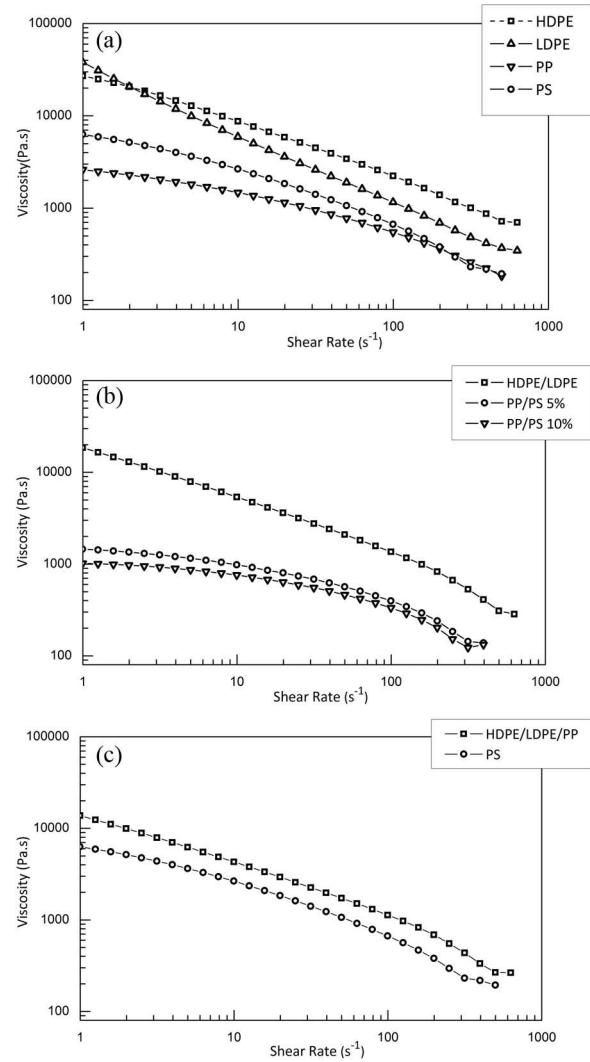 (a)
HDPE
LDPE
PP
PS
100000
10000
1000
100
Viscosity(Pa.s)
1
10
100
1000
Shear Rate (s⁻¹)
(b)
HDPE/LDPE
PP/PS 5%
PP/PS 10%
100000
10000
1000
100
Viscosity (Pa.s)
1
10
100
1000
Shear Rate (s⁻¹)
(c)
HDPE/LDPE/PP
PS
100000
10000
1000
100
Viscosity (Pa.s)
1
10
100
1000
Shear Rate (s⁻¹)